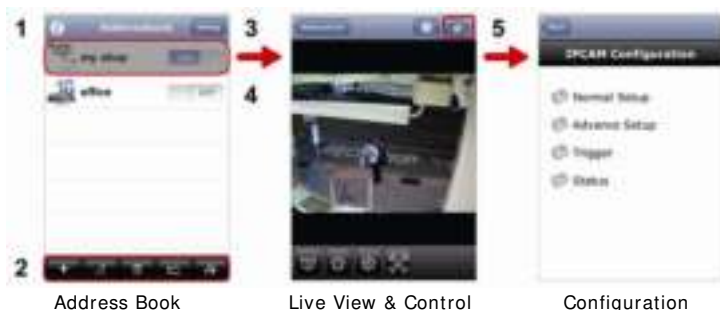 1
3
5
my shop
IPCAM Configuration
office
4
Normal Setup
Advance Setup
Trigger
Status
2
Address Book
Live View & Control
Configuration